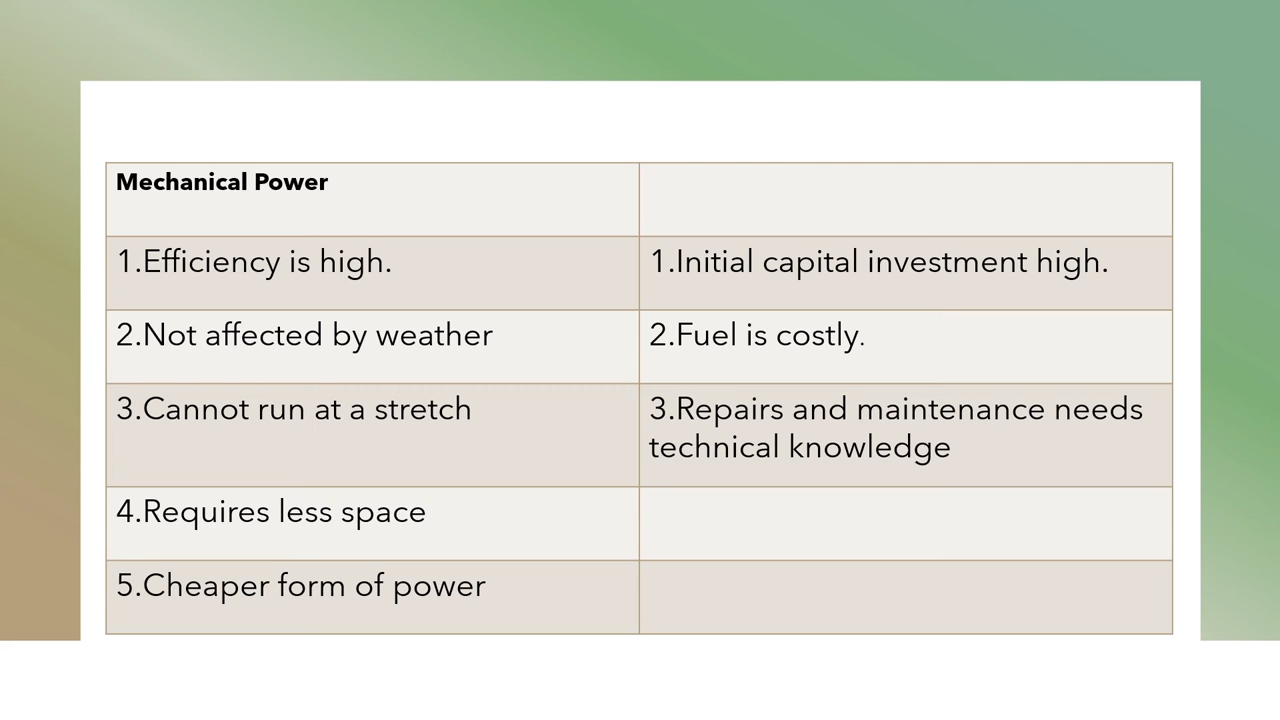 Mechanical Power
1.Efficiency is high.
1.Initial capital investment high.
2.Not affected by weather
2.Fuel is costly.
3.Cannot run at a stretch
3.Repairs and maintenance needs
technical knowledge
4.Requires less space
5.Cheaper form of power